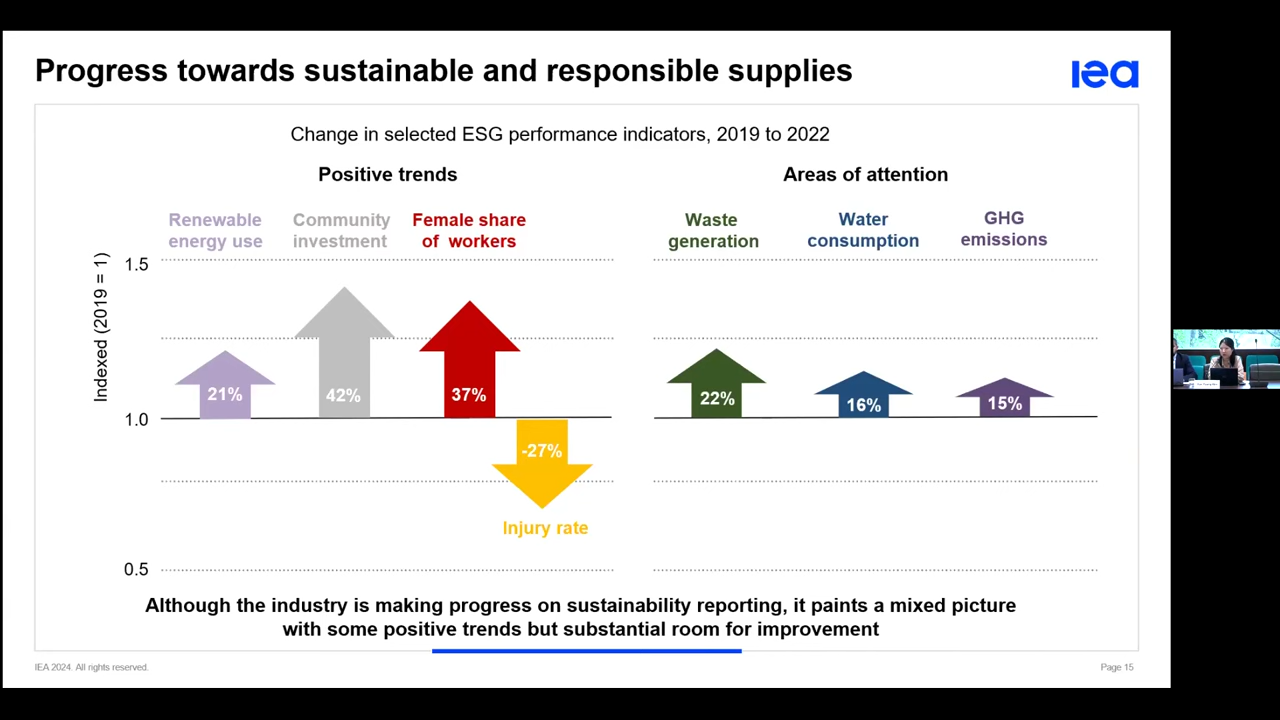 Progress towards sustainable and responsible supplies
iea
Change in selected ESG performance indicators, 2019 to 2022
Positive trends
Areas of attention
Renewable
energy use
Community
investment
Female share
of workers
Waste
generation
Water
consumption
GHG
emissions
Indexed (2019 = 1)
1.5
1.0
0.5
21%
42%
37%
-27%
Injury rate
22%
16%
15%
Although the industry is making progress on sustainability reporting, it paints a mixed picture
with some positive trends but substantial room for improvement
IEA 2024. All rights reserved.
Page 15